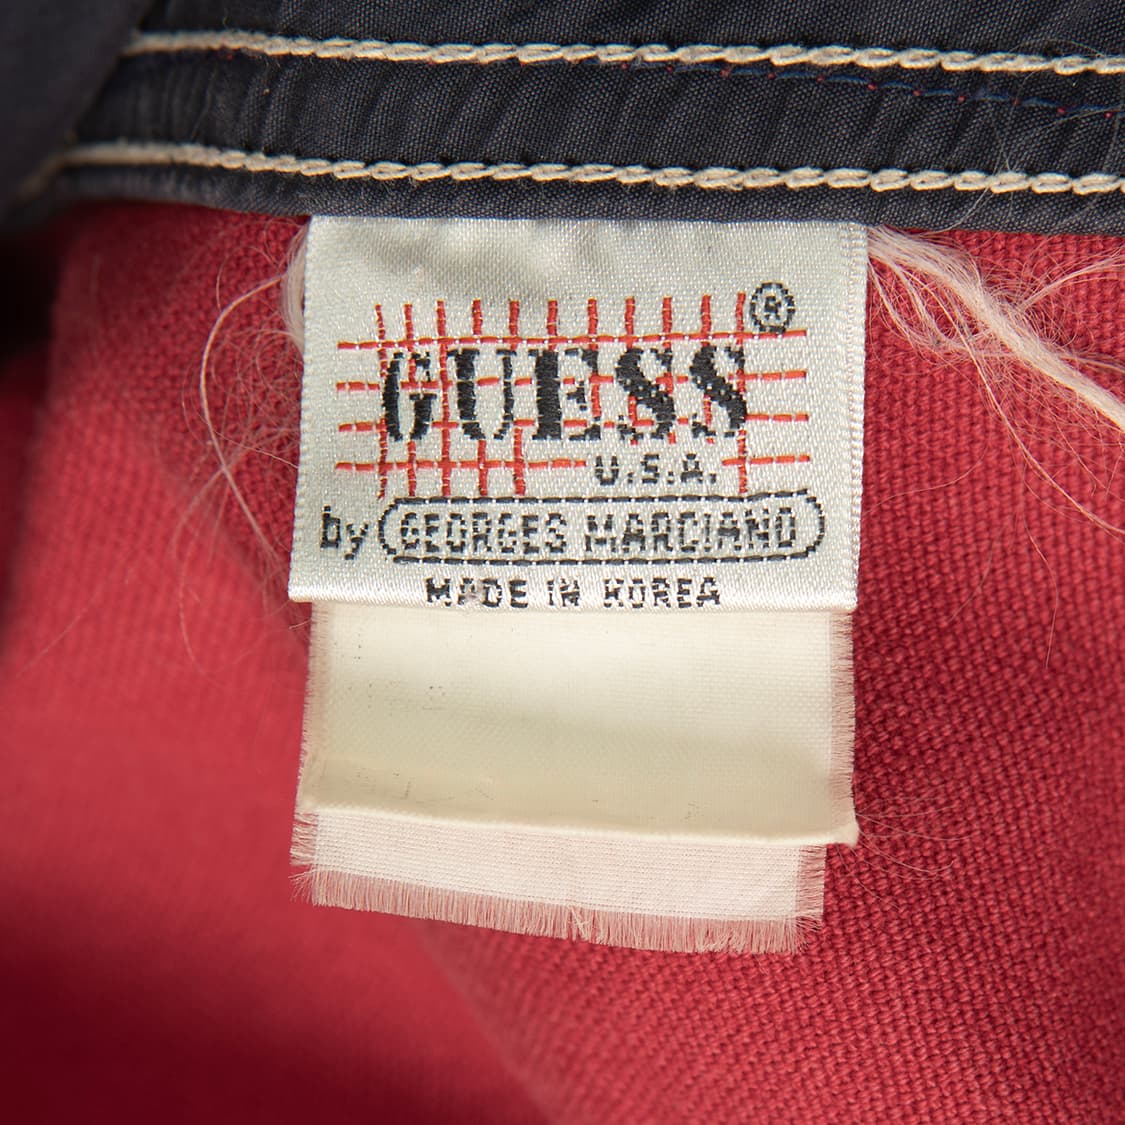 GUESS ®
U.S.A.
by GEORGES MARCIANO
MADE IN KOREA